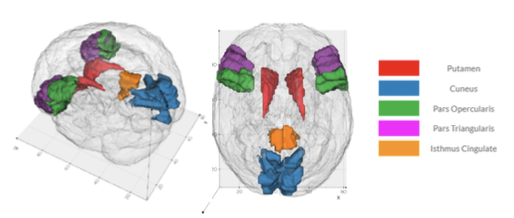 Putamen
Cuneus
Pars Opercularis
Pars Triangularis
Isthmus Cingulate
X